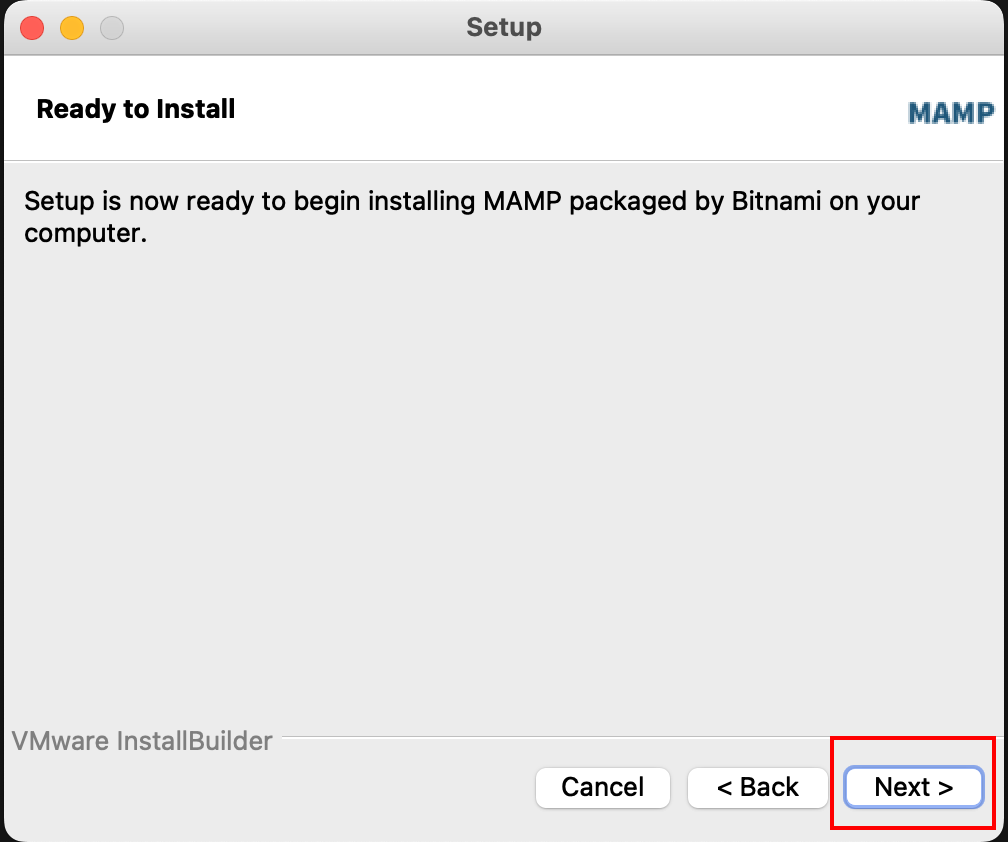 Setup
Ready to Install
MAMP
Setup is now ready to begin installing MAMP packaged by Bitnami on your
computer.
VMware InstallBuilder
Cancel
< Back
Next >